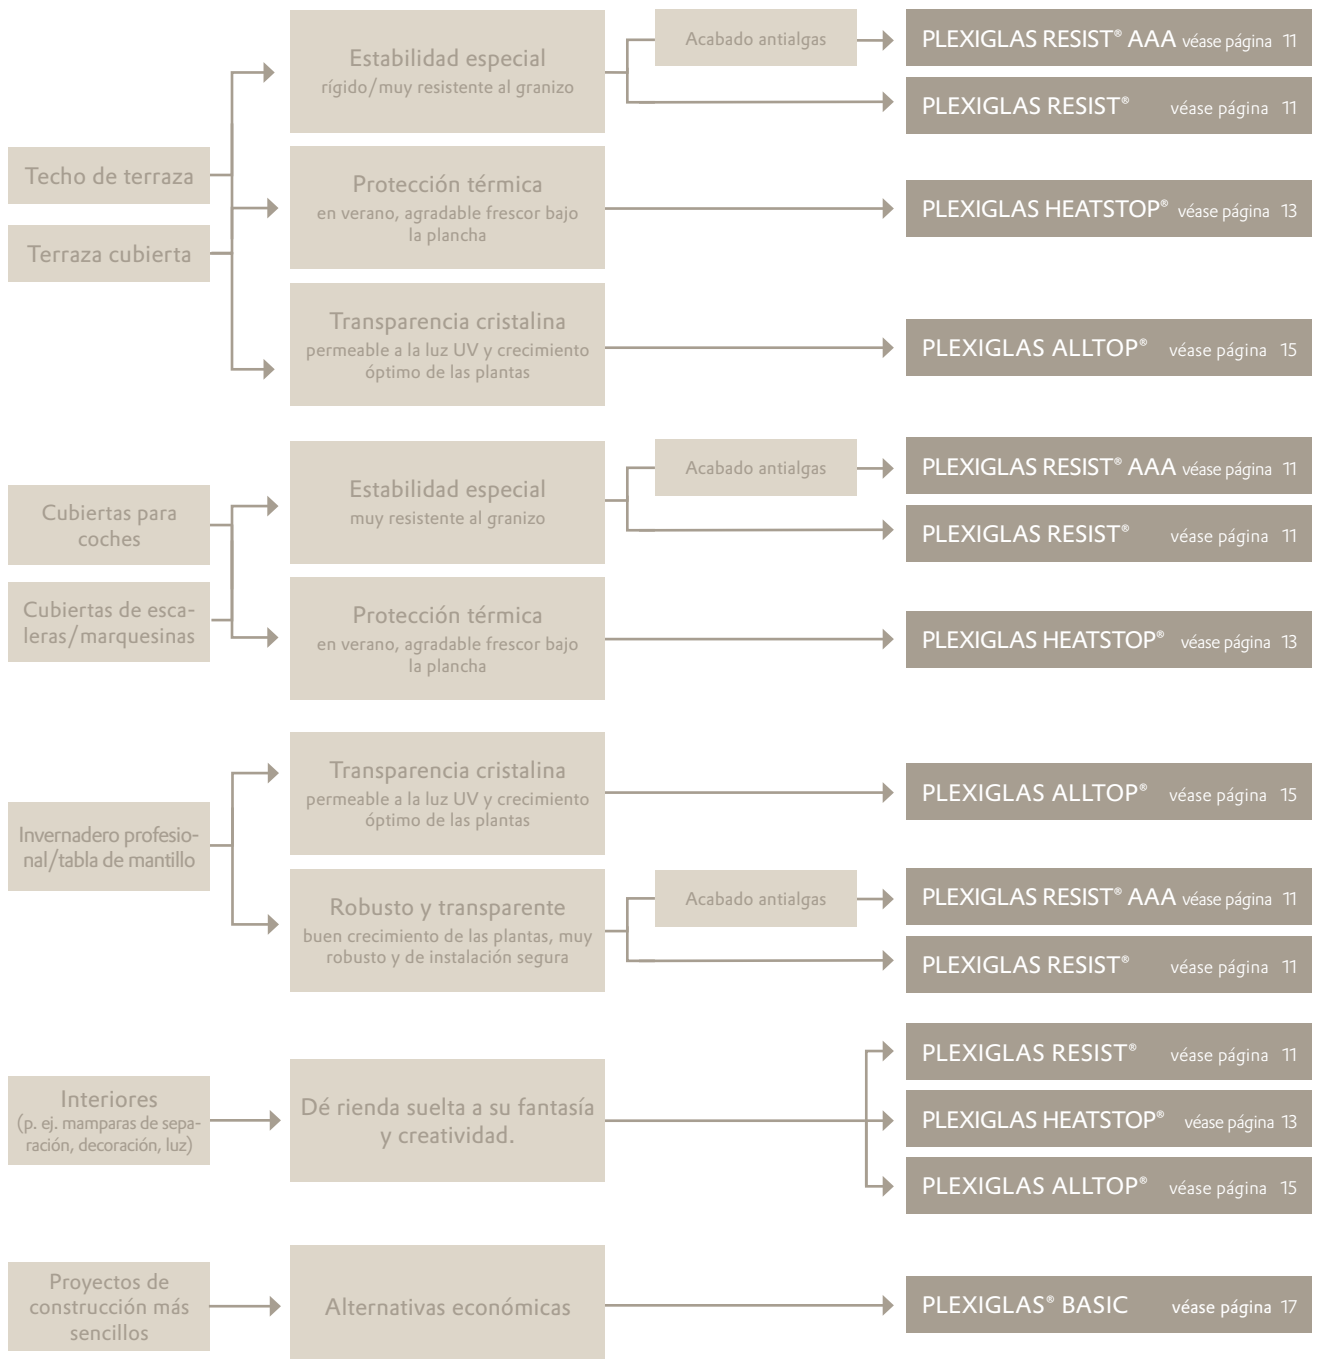 Techo de terraza
Terraza cubierta
Estabilidad especial
rígido/muy resistente al granizo
Acabado antialgas
PLEXIGLAS RESIST® AAA véase página 11
PLEXIGLAS RESIST® véase página 11
Protección térmica
en verano, agradable frescor bajo
la plancha
PLEXIGLAS HEATSTOP® véase página 13
Transparencia cristalina
permeable a la luz UV y crecimiento
óptimo de las plantas
PLEXIGLAS ALLTOP® véase página 15
Cubiertas para
coches
Cubiertas de esca-
leras/marquesinas
Estabilidad especial
muy resistente al granizo
Acabado antialgas
PLEXIGLAS RESIST® AAA véase página 11
PLEXIGLAS RESIST® véase página 11
Protección térmica
en verano, agradable frescor bajo
la plancha
PLEXIGLAS HEATSTOP® véase página 13
Invernadero profesio-
nal/tabla de mantillo
Transparencia cristalina
permeable a la luz UV y crecimiento
óptimo de las plantas
PLEXIGLAS ALLTOP® véase página 15
Robusto y transparente
buen crecimiento de las plantas, muy
robusto y de instalación segura
Acabado antialgas
PLEXIGLAS RESIST® AAA véase página 11
PLEXIGLAS RESIST® véase página 11
Interiores
(p. ej. mamparas de sepa-
ración, decoración, luz)
Dé rienda suelta a su fantasía
y creatividad.
PLEXIGLAS RESIST® véase página 11
PLEXIGLAS HEATSTOP® véase página 13
PLEXIGLAS ALLTOP® véase página 15
Proyectos de
construcción más
sencillos
Alternativas económicas
PLEXIGLAS® BASIC véase página 17